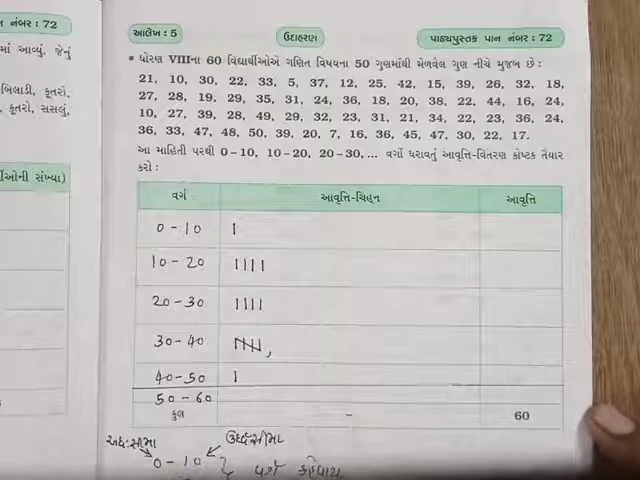 ન નંબર : 72
માં આવ્યું. જેનું
બિલાડી, કૂતરો,
કૂતરો, સસલું,
ર્થીઓની સંખ્યા)
આલેખ : 5
ઉદાહરણ
પાઠ્યપુસ્તક પાન નંબર : 72
* ધોરણ VIIIના 60 વિદ્યાર્થીઓએ ગણિત વિષયના 50 ગુણમાંથી મેળવેલ ગુણ નીચે મુજબ છે :
21, 10, 30, 22, 33, 5, 37, 12, 25, 42, 15, 39, 26, 32, 18,
27, 28, 19, 29, 35, 31, 24, 36, 18, 20, 38, 22, 44, 16, 24,
10, 27, 39, 28, 49, 29, 32, 23, 31, 21, 34, 22, 23, 36, 24,
36, 33, 47, 48, 50, 39, 20, 7, 16, 36, 45, 47, 30, 22, 17.
આ માહિતી પરથી 0 – 10, 10 – 20, 20 – 30, ... વર્ગો ધરાવતું આવૃત્તિ-વિતરણ કોષ્ટક તૈયાર
કરો :
વર્ગ આવૃત્તિ-ચિહ્ન આવૃત્તિ
0 - 10 |
10 - 20 ||||
20 - 30 ||||
30 - 40 ||||,
40 - 50 |
50 - 60
કુલ – 60
અધઃસીમા ઉર્ધ્વસીમા
0 - 10 વર્ગ કહેવાય